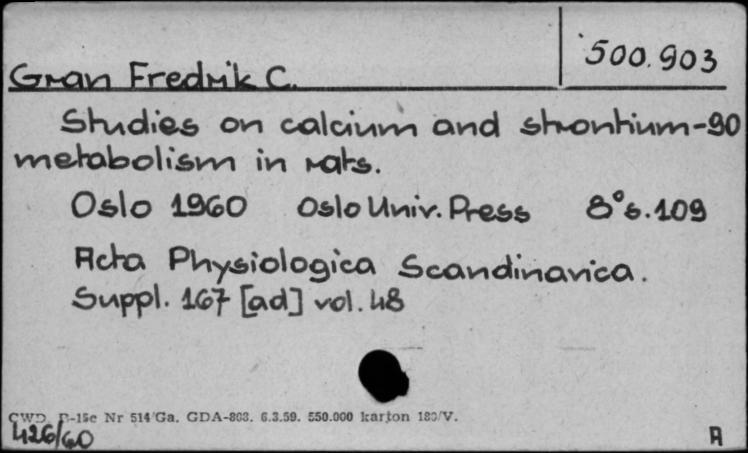 500.903
Gran Fredrik C.
Studies on calcium and strontium-90
metabolism in rats.
Oslo 1960 Oslo Univ. Press 8° s. 109
Acta Physiologica Scandinavica.
Suppl. 167 [ad] vol. 48
CWD. P-15c Nr 514/Ga. GDA-803. 6.3.59. 550.000 karton 180/V.
426/60
A